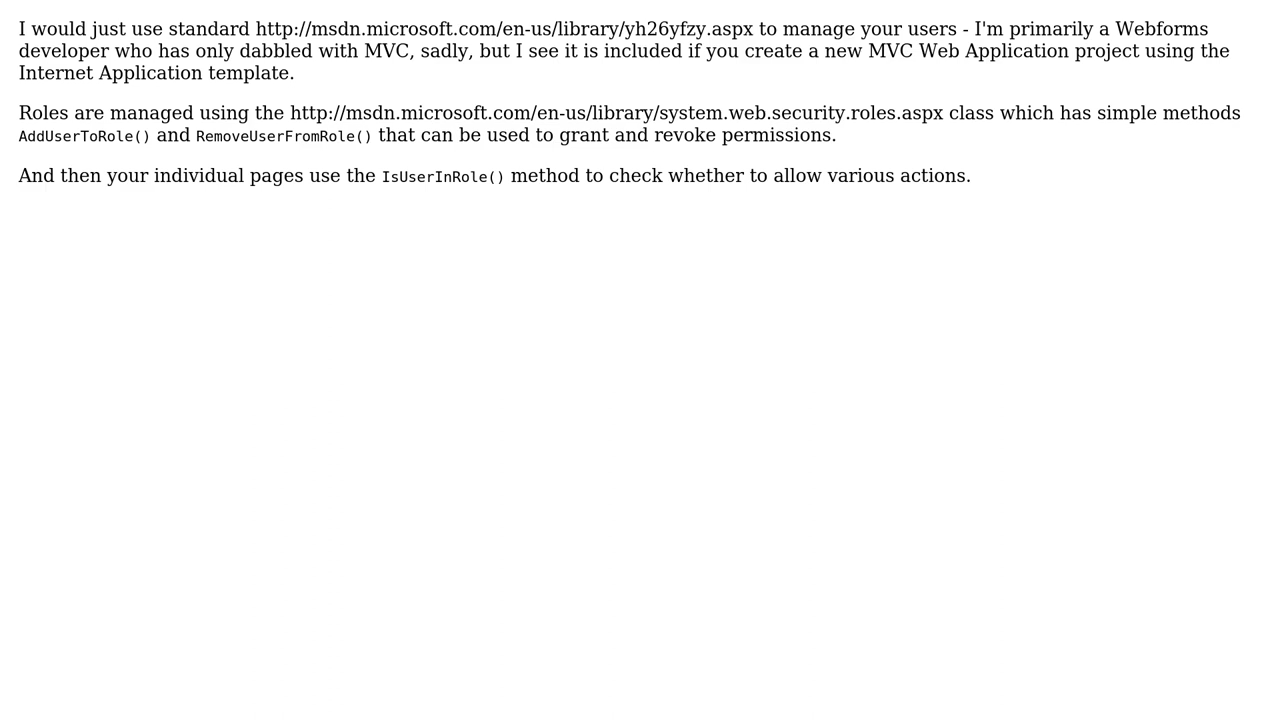 I would just use standard http://msdn.microsoft.com/en-us/library/yh26yfzy.aspx to manage your users - I'm primarily a Webforms
developer who has only dabbled with MVC, sadly, but I see it is included if you create a new MVC Web Application project using the
Internet Application template.
Roles are managed using the http://msdn.microsoft.com/en-us/library/system.web.security.roles.aspx class which has simple methods
AddUserToRole() and RemoveUserFromRole() that can be used to grant and revoke permissions.
And then your individual pages use the IsUserInRole() method to check whether to allow various actions.